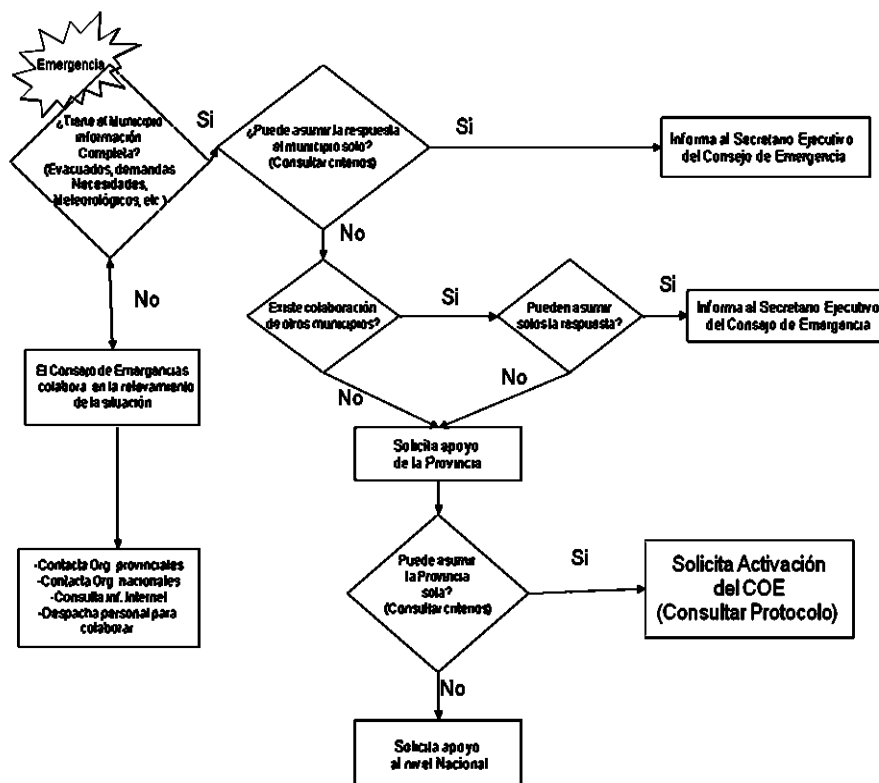 Emergencia
¿Tiene el Municipio
Información
Completa?
(Evacuados, demandas
Necesidades,
Meteorológicos, etc )
Si
¿Puede asumir la respuesta
el municipio solo?
(Consultar criterios)
Si
Informa al Secretario Ejecutivo
del Consejo de Emergencia
No
No
Existe colaboración
de otros municipios?
Si
Pueden asumir
solos la respuesta?
Si
Informa al Secretario Ejecutivo
del Consejo de Emergencia
El Consejo de Emergencias
colabora en la relevamiento
de la situación
No
No
Solicita apoyo
de la Provincia
-Contacta Org provinciales
-Contacta Org nacionales
-Consulta inf. Internet
-Despacha personal para
colaborar
Puede asumir
la Provincia
sola?
(Consultar criterios)
Si
Solicita Activación
del COE
(Consultar Protocolo)
No
Solicita apoyo
al nivel Nacional